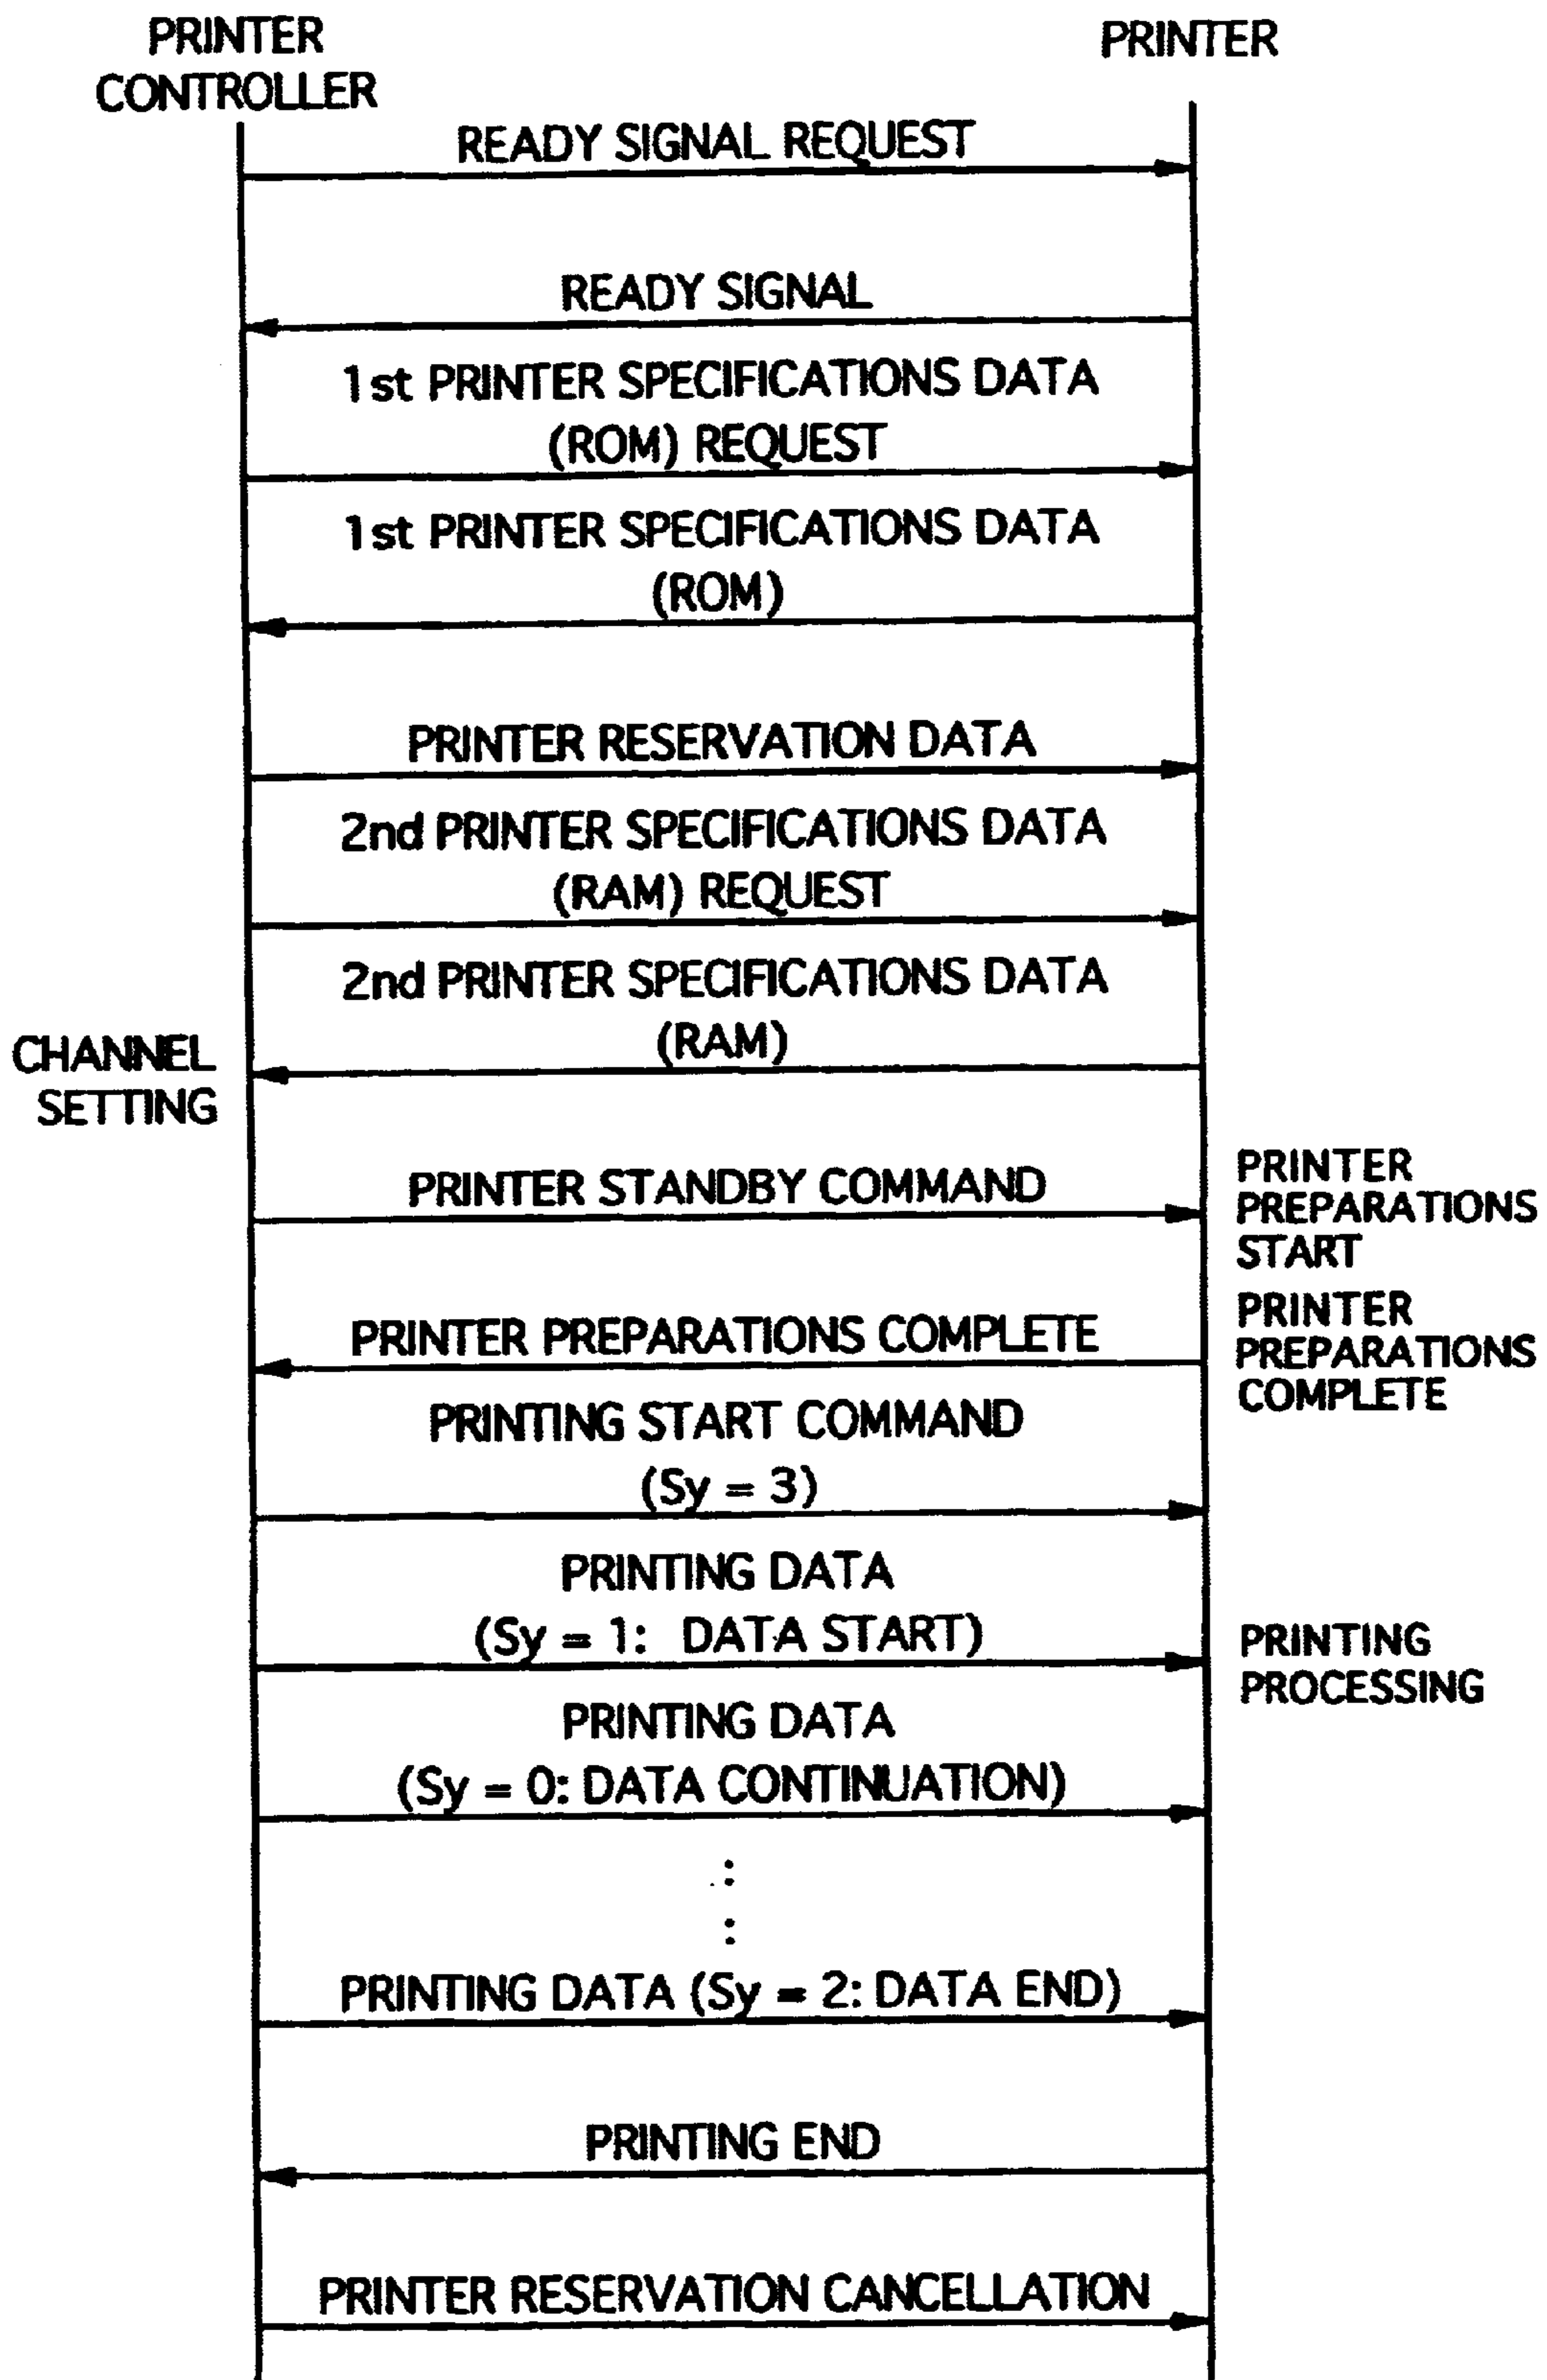 PRINTER
CONTROLLER
PRINTER
READY SIGNAL REQUEST
READY SIGNAL
1st PRINTER SPECIFICATIONS DATA
(ROM) REQUEST
1st PRINTER SPECIFICATIONS DATA
(ROM)
PRINTER RESERVATION DATA
2nd PRINTER SPECIFICATIONS DATA
(RAM) REQUEST
2nd PRINTER SPECIFICATIONS DATA
(RAM)
CHANNEL
SETTING
PRINTER STANDBY COMMAND
PRINTER
PREPARATIONS
START
PRINTER PREPARATIONS COMPLETE
PRINTER
PREPARATIONS
COMPLETE
PRINTING START COMMAND
(Sy = 3)
PRINTING DATA
(Sy = 1: DATA START)
PRINTING
PROCESSING
PRINTING DATA
(Sy = 0: DATA CONTINUATION)
PRINTING DATA (Sy = 2: DATA END)
PRINTING END
PRINTER RESERVATION CANCELLATION